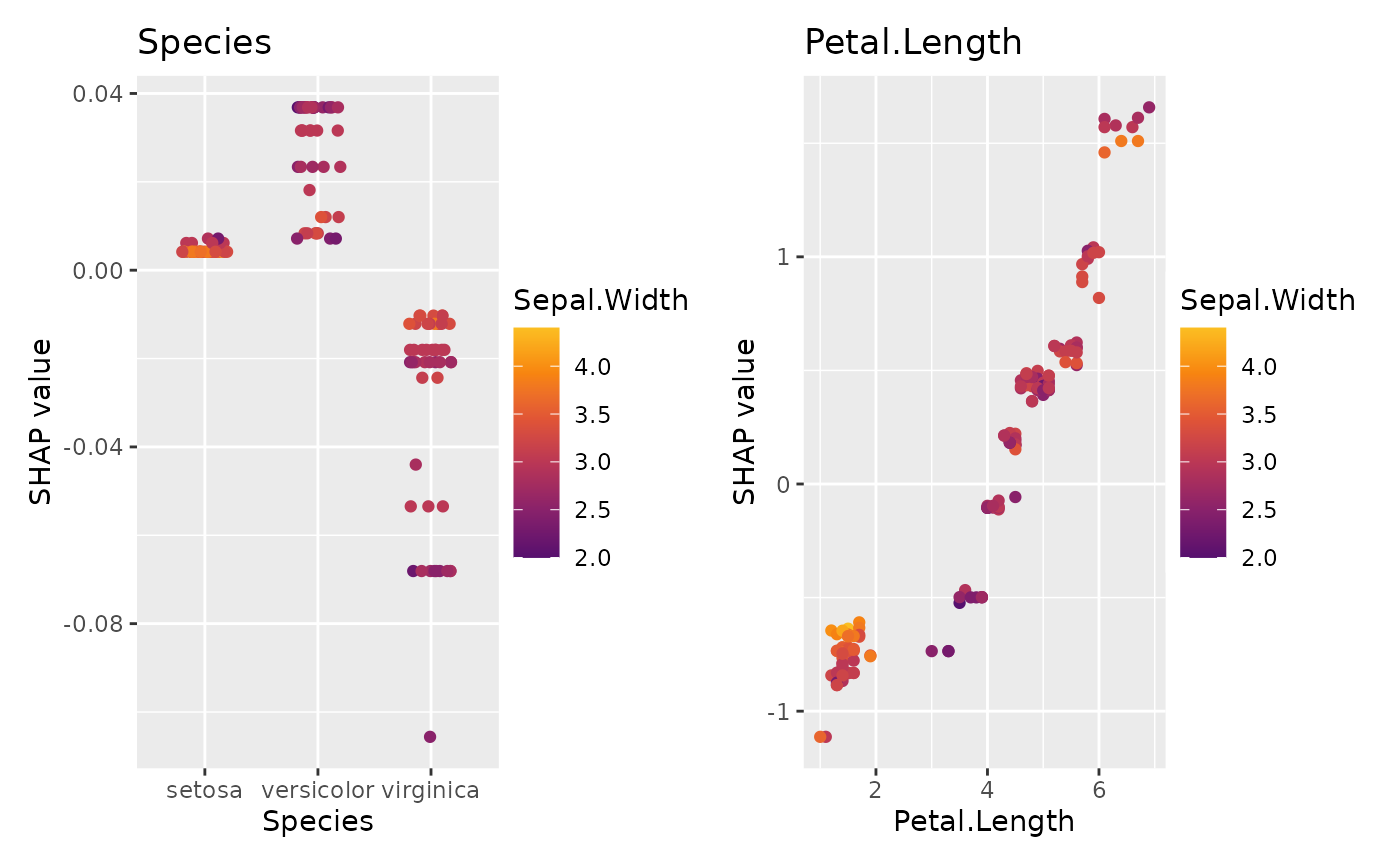 Species
0.04
0.00
-0.04
-0.08
SHAP value
setosa versicolor virginica
Species
Sepal.Width
4.0
3.5
3.0
2.5
2.0
Petal.Length
1
0
-1
SHAP value
2 4 6
Petal.Length
Sepal.Width
4.0
3.5
3.0
2.5
2.0